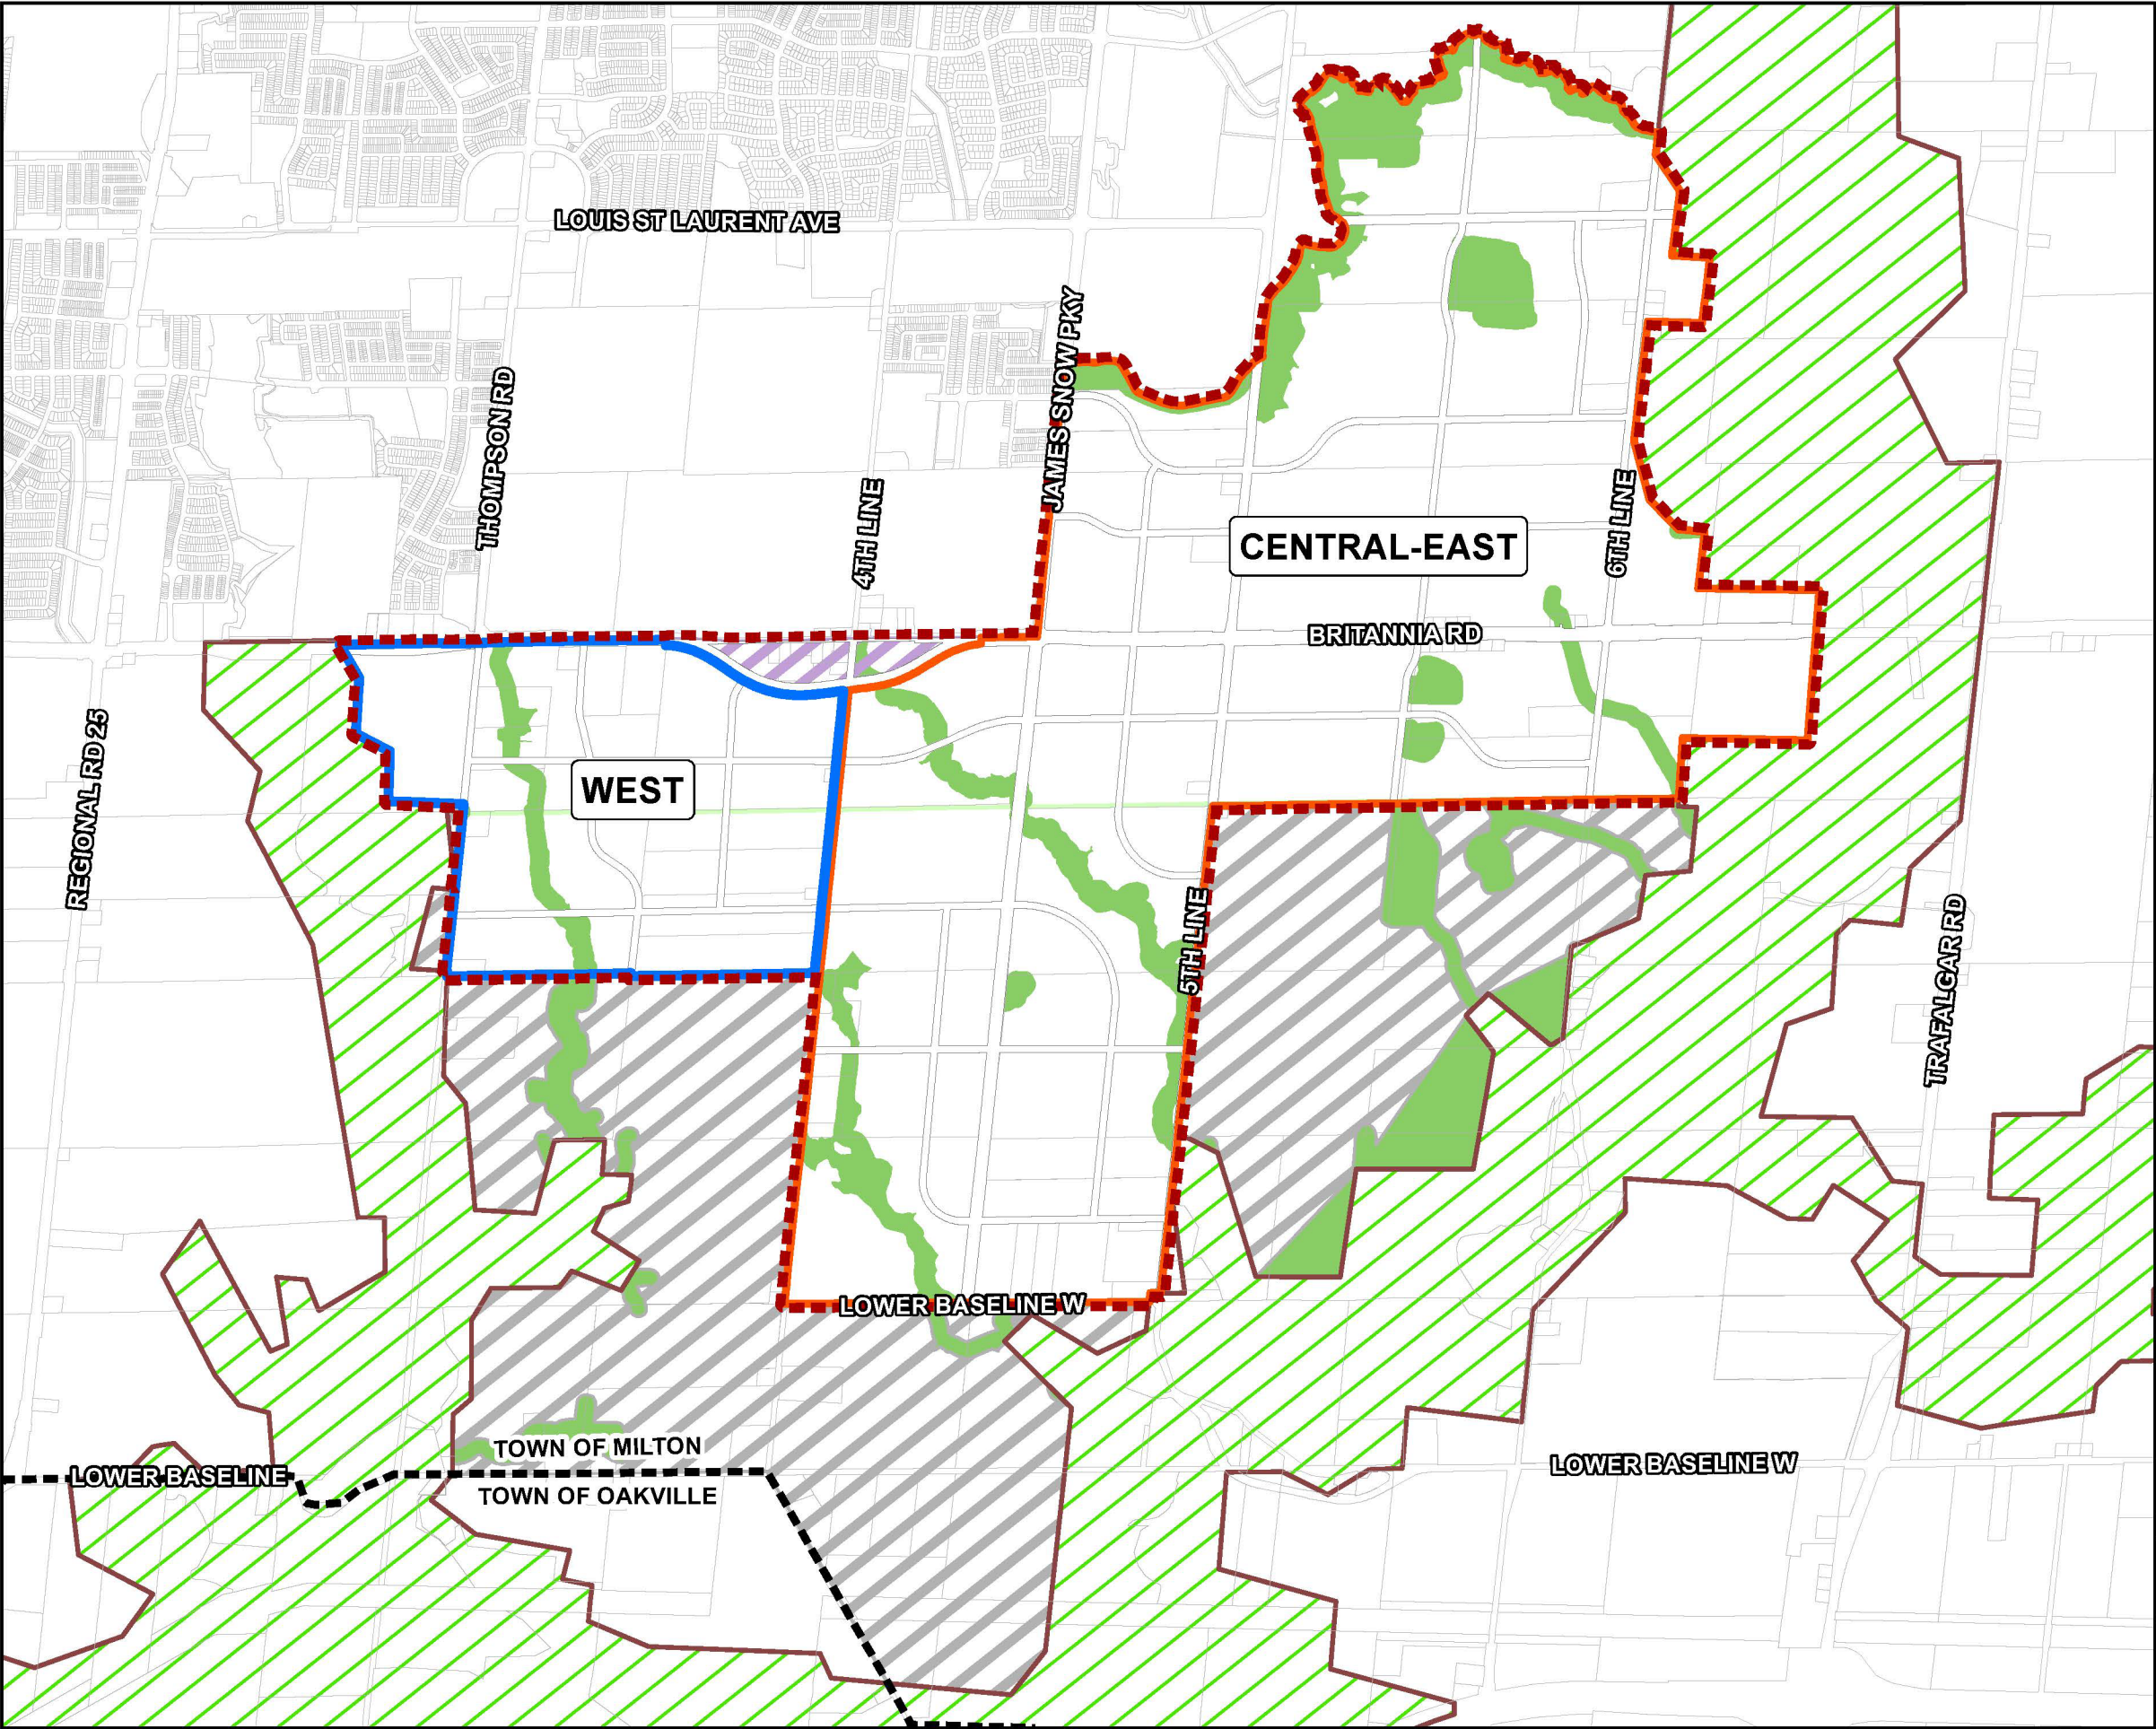 LOUIS ST LAURENT AVE
JAMES SNOW PKY
THOMPSON RD
4TH LINE
6TH LINE
CENTRAL-EAST
BRITANNIA RD
REGIONAL RD 25
WEST
5TH LINE
TRAFALGAR RD
LOWER BASELINE W
TOWN OF MILTON
LOWER BASELINE
TOWN OF OAKVILLE
LOWER BASELINE W